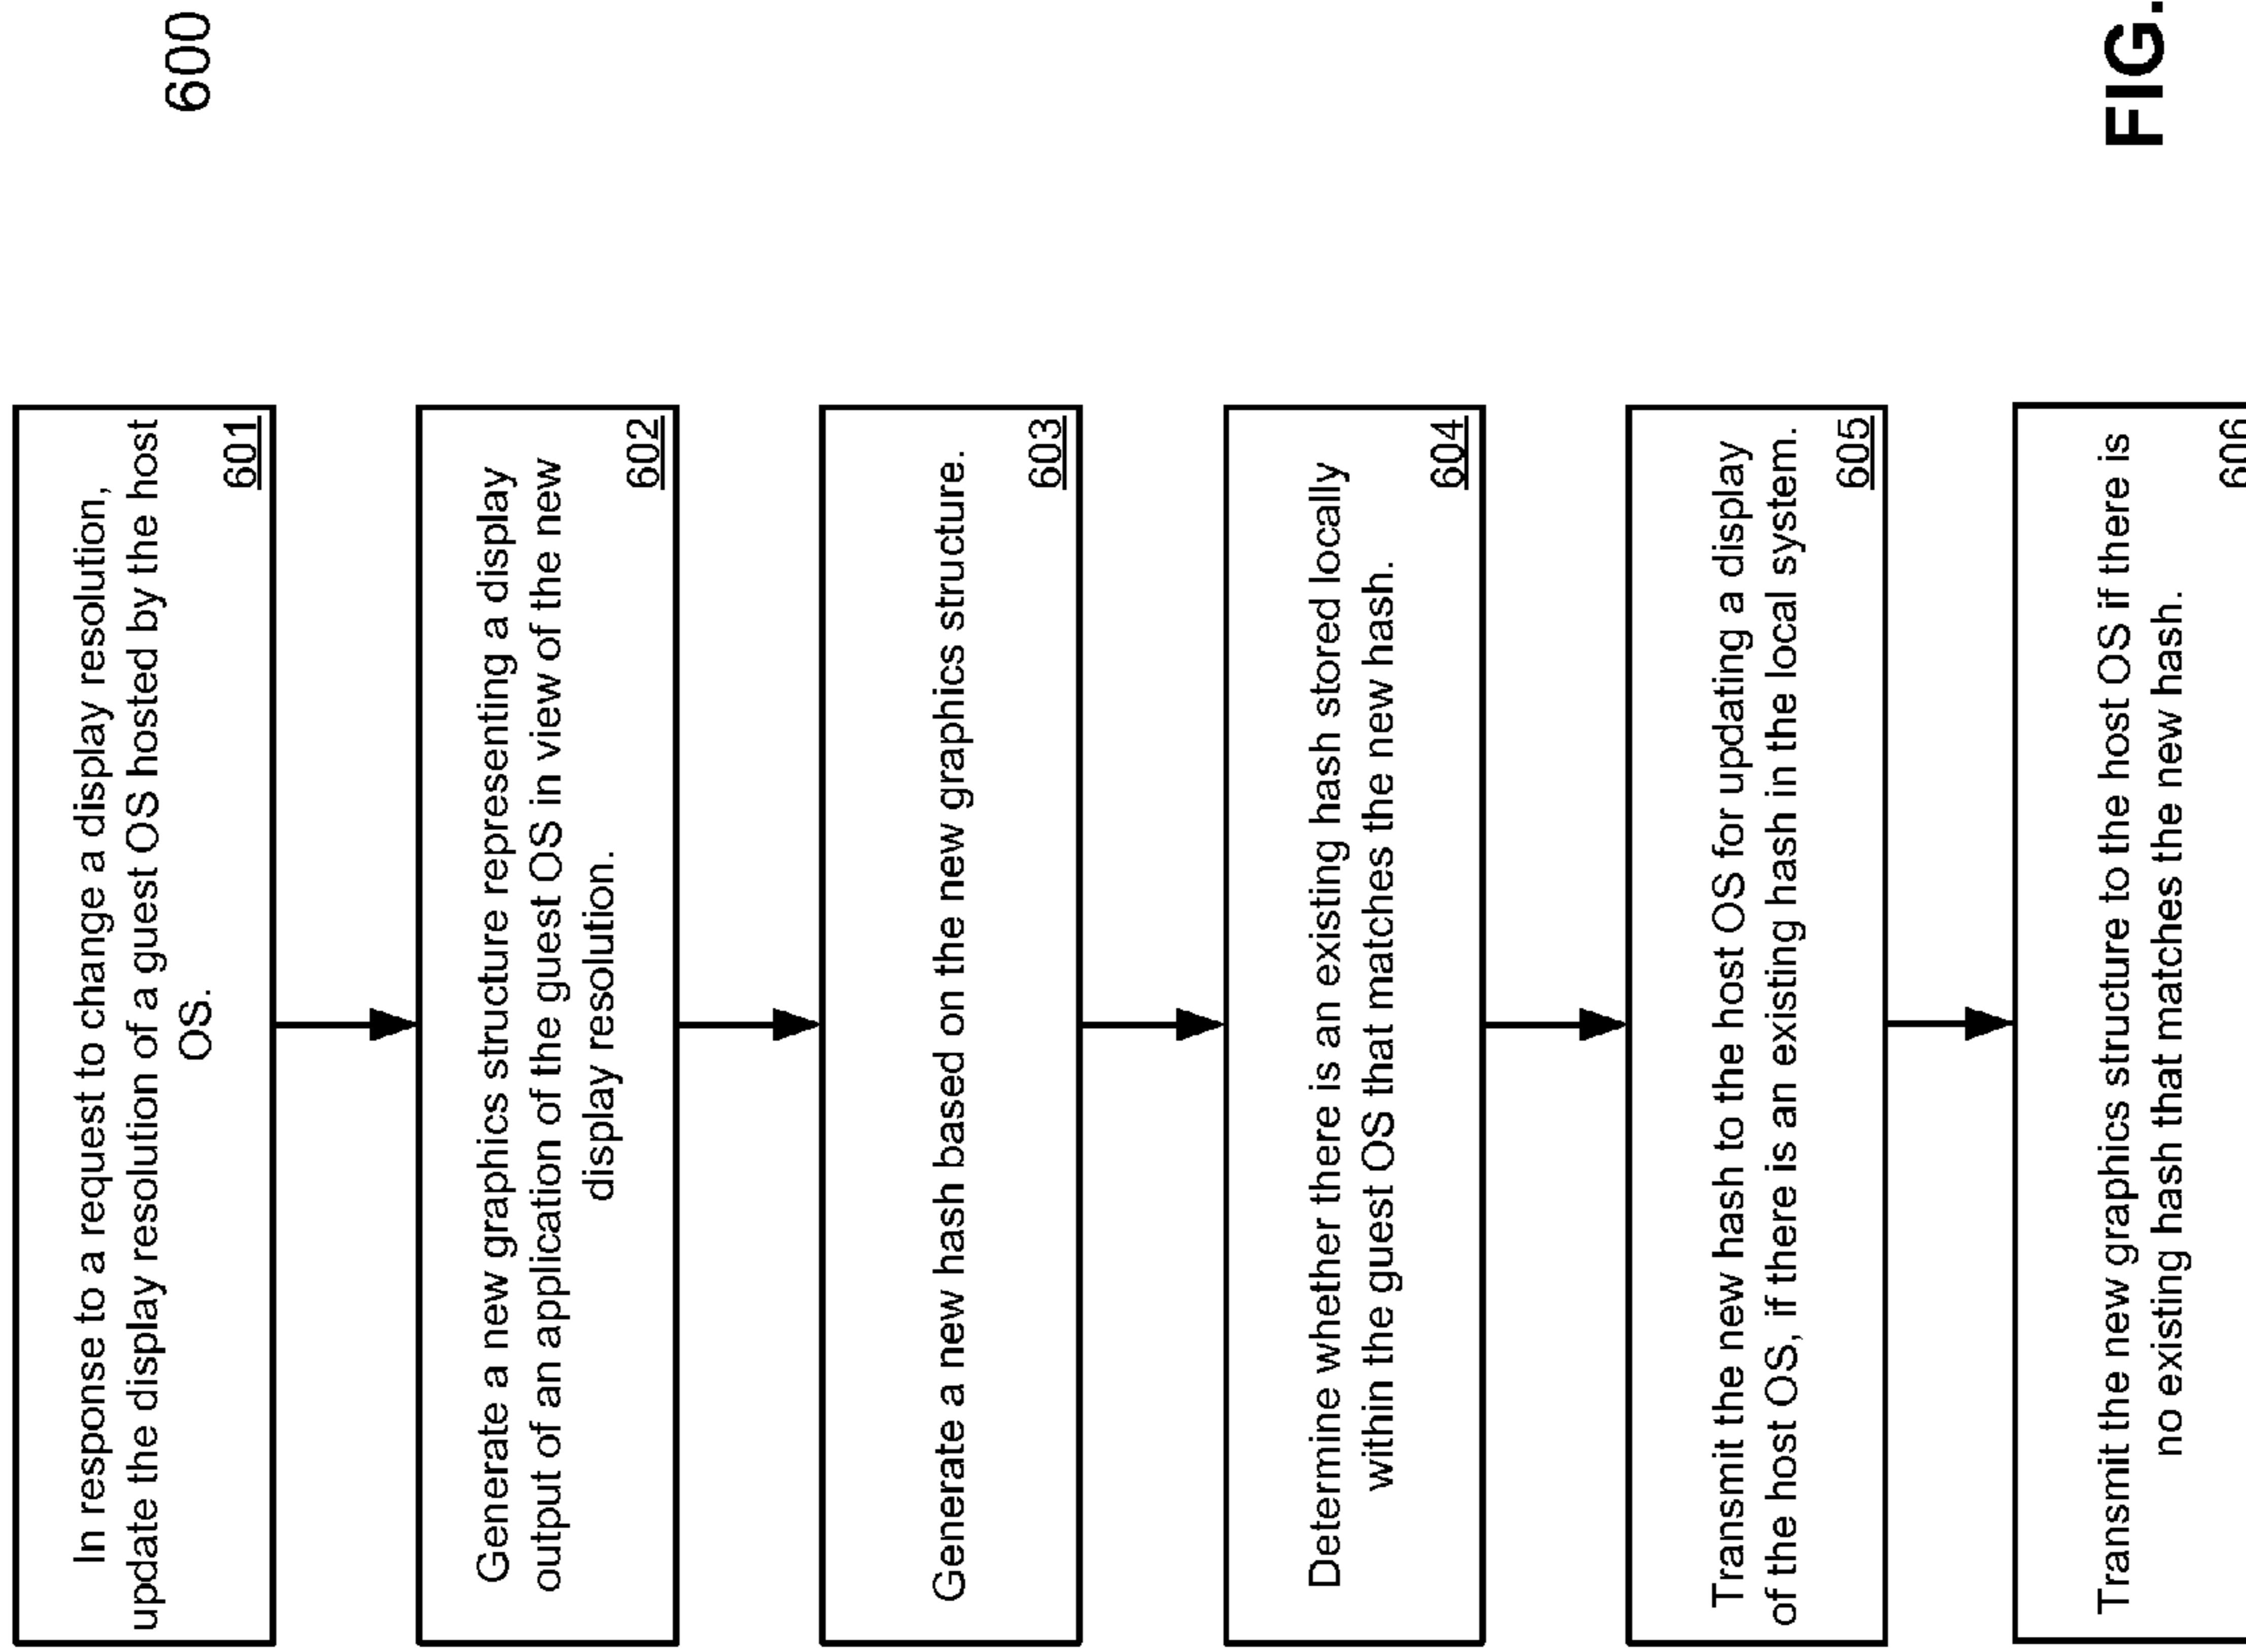 600
In response to a request to change a display resolution,
update the display resolution of a guest OS hosted by the host
OS.
601
Generate a new graphics structure representing a display
output of an application of the guest OS in view of the new
display resolution.
602
Generate a new hash based on the new graphics structure.
603
Determine whether there is an existing hash stored locally
within the guest OS that matches the new hash.
604
Transmit the new hash to the host OS for updating a display
of the host OS, if there is an existing hash in the local system.
605
Transmit the new graphics structure to the host OS if there is
no existing hash that matches the new hash.
606
FIG.